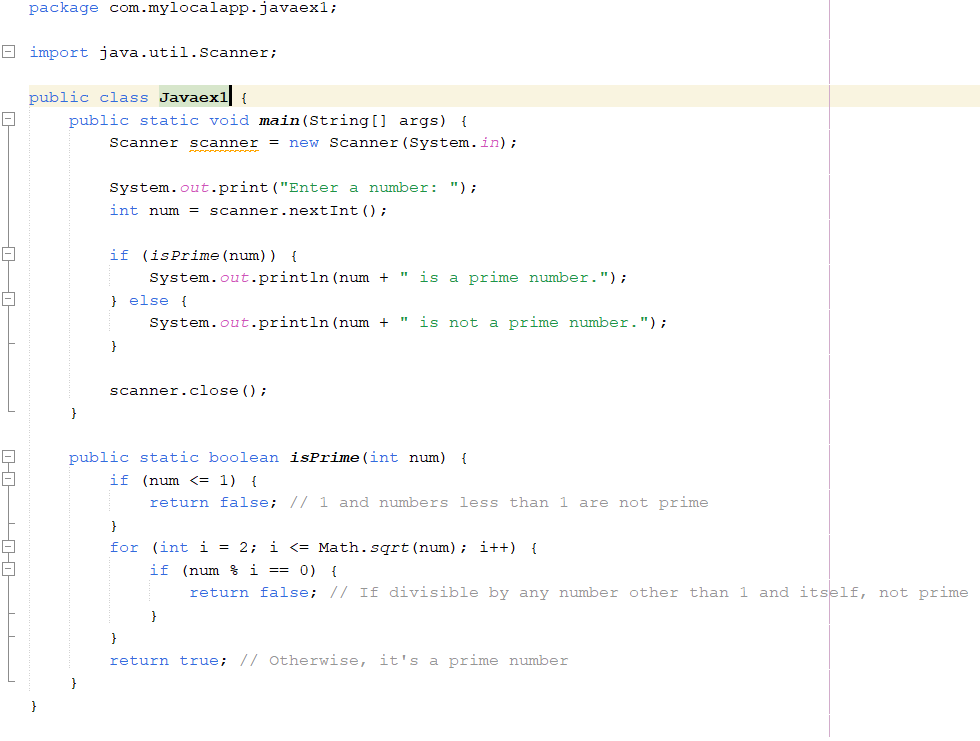 package com.mylocalapp.javaex1;
import java.util.Scanner;
public class Javaex1 {
public static void main(String[] args) {
Scanner scanner = new Scanner(System.in);
System.out.print("Enter a number: ");
int num = scanner.nextInt();
if (isPrime(num)) {
System.out.println(num + " is a prime number.");
} else {
System.out.println(num + " is not a prime number.");
}
scanner.close();
}
public static boolean isPrime(int num) {
if (num <= 1) {
return false; // 1 and numbers less than 1 are not prime
}
for (int i = 2; i <= Math.sqrt(num); i++) {
if (num % i == 0) {
return false; // If divisible by any number other than 1 and itself, not prime
}
}
return true; // Otherwise, it's a prime number
}
}